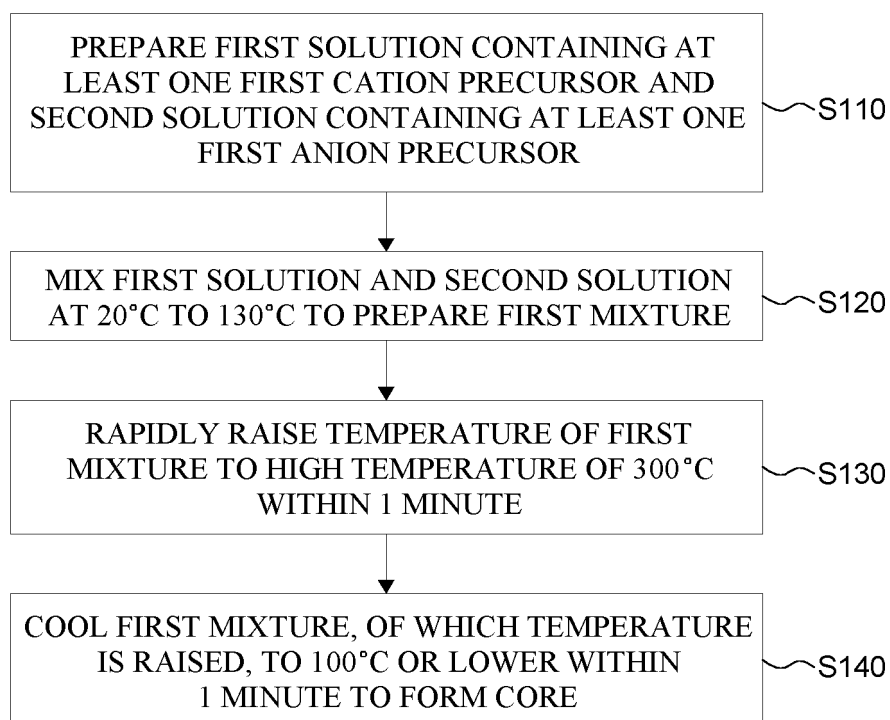 PREPARE FIRST SOLUTION CONTAINING AT
LEAST ONE FIRST CATION PRECURSOR AND
SECOND SOLUTION CONTAINING AT LEAST ONE
FIRST ANION PRECURSOR
S110
MIX FIRST SOLUTION AND SECOND SOLUTION
AT 20°C TO 130°C TO PREPARE FIRST MIXTURE
S120
RAPIDLY RAISE TEMPERATURE OF FIRST
MIXTURE TO HIGH TEMPERATURE OF 300°C
WITHIN 1 MINUTE
S130
COOL FIRST MIXTURE, OF WHICH TEMPERATURE
IS RAISED, TO 100°C OR LOWER WITHIN
1 MINUTE TO FORM CORE
S140